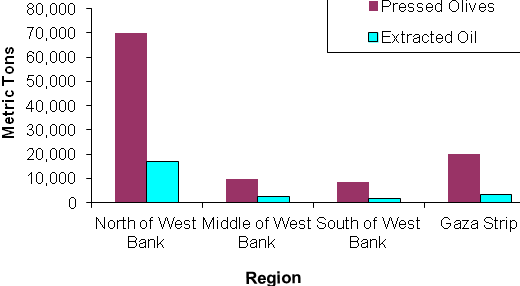 Pressed Olives
Extracted Oil
Metric Tons
80,000
70,000
60,000
50,000
40,000
30,000
20,000
10,000
0
North of West Bank
Middle of West Bank
South of West Bank
Gaza Strip
Region